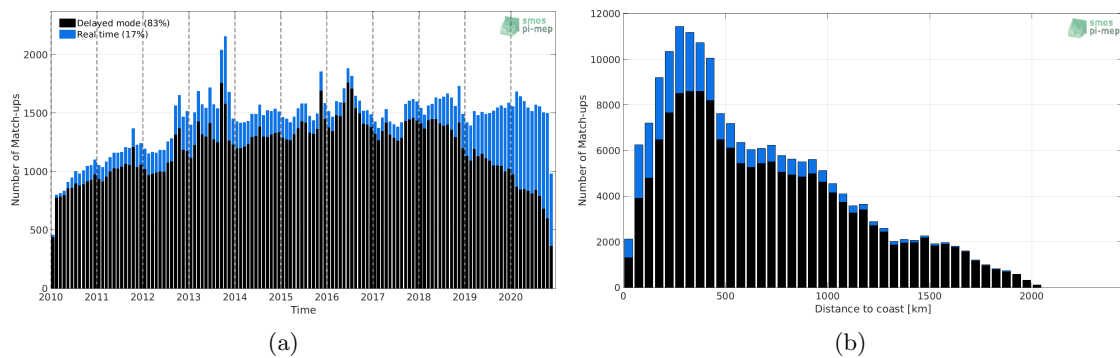 Delayed mode (83%)
Real time (17%)
smos
pi-mep
Number of Match-ups
2000
1500
1000
500
0
2010 2011 2012 2013 2014 2015 2016 2017 2018 2019 2020
Time
(a)
smos
pi-mep
Number of Match-ups
12000
10000
8000
6000
4000
2000
0
0 500 1000 1500 2000
Distance to coast [km]
(b)